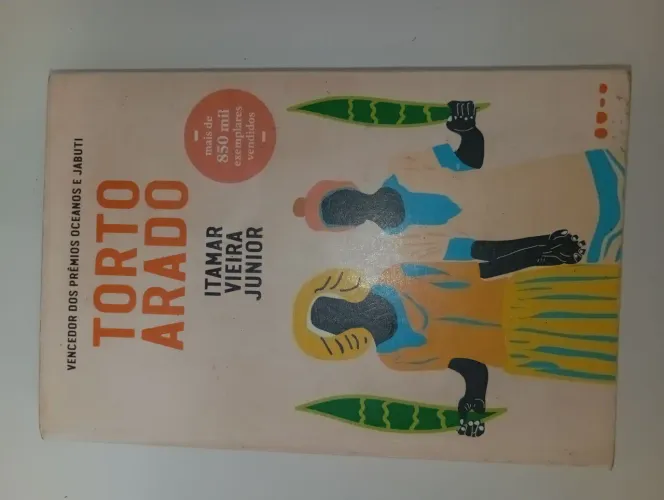 VENCEDOR DOS PRÊMIOS OCEANOS E JABUTI
TORTO
ARADO
mais de
850 mil
exemplares
vendidos
ITAMAR
VIEIRA
JUNIOR